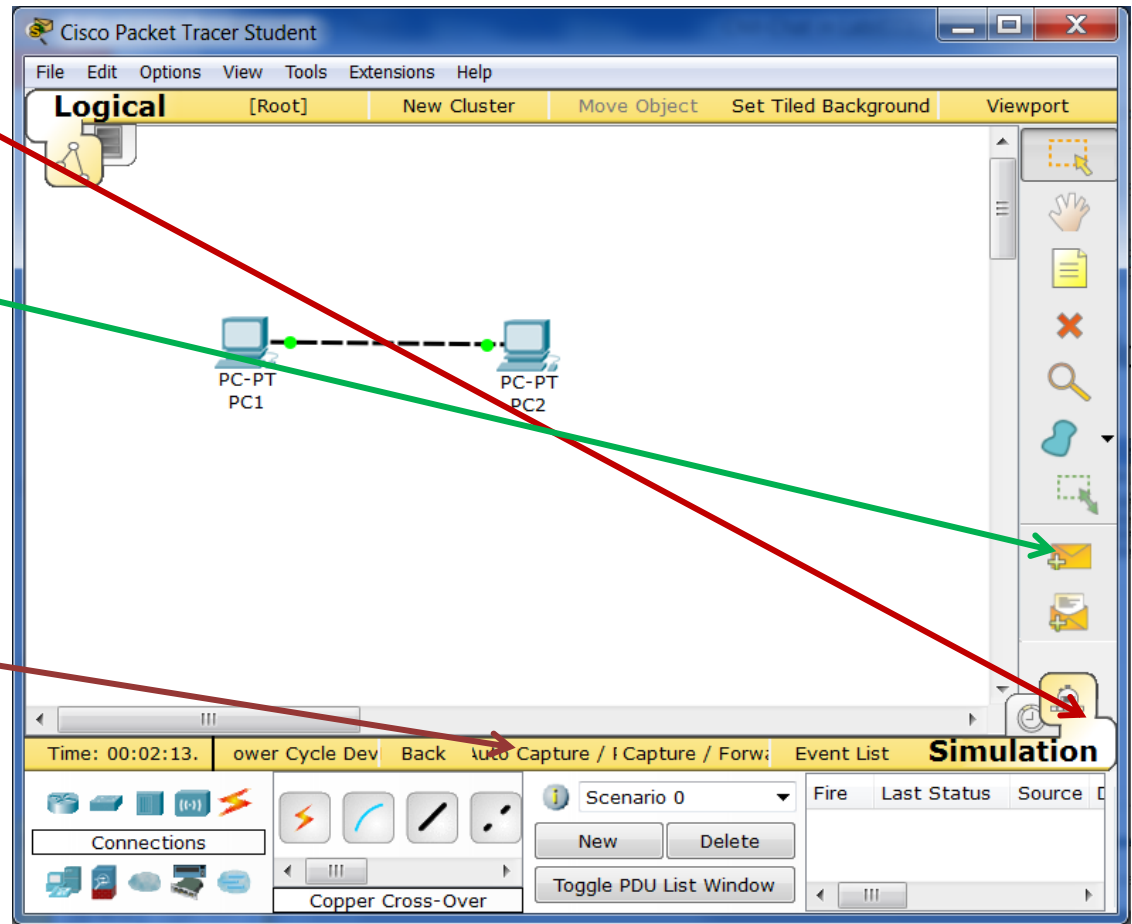 Cisco Packet Tracer Student
File Edit Options View Tools Extensions Help
Logical [Root] New Cluster Move Object Set Tiled Background Viewport
PC-PT
PC1
PC-PT
PC2
Time: 00:02:13. ower Cycle Dev Back Auto Capture / Capture / Forwa Event List Simulation
Scenario 0 Fire Last Status Source D
Connections
New Delete
Toggle PDU List Window
Copper Cross-Over